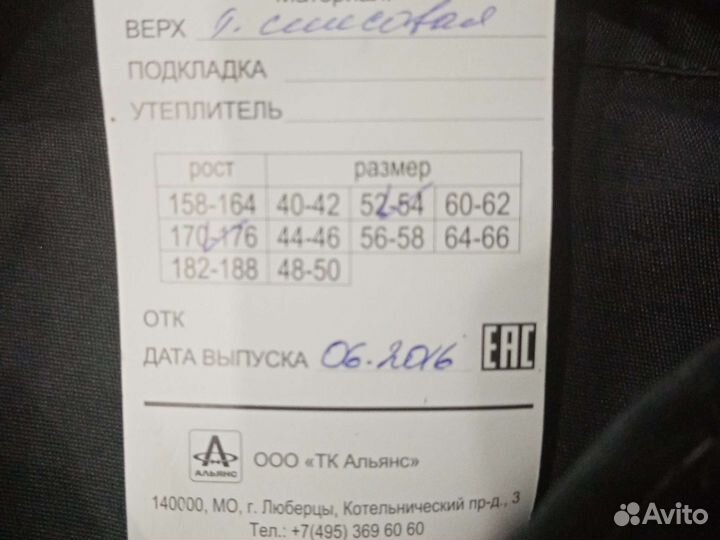 Материал:
ВЕРХ т. смесовая
ПОДКЛАДКА
УТЕПЛИТЕЛЬ
рост размер
158-164 40-42 52-54 60-62
170-176 44-46 56-58 64-66
182-188 48-50
ОТК
ДАТА ВЫПУСКА 06.2016 EAC
АЛЬЯНС ООО «ТК Альянс»
140000, МО, г. Люберцы, Котельнический пр-д., 3
Тел.: +7(495) 369 60 60
Avito